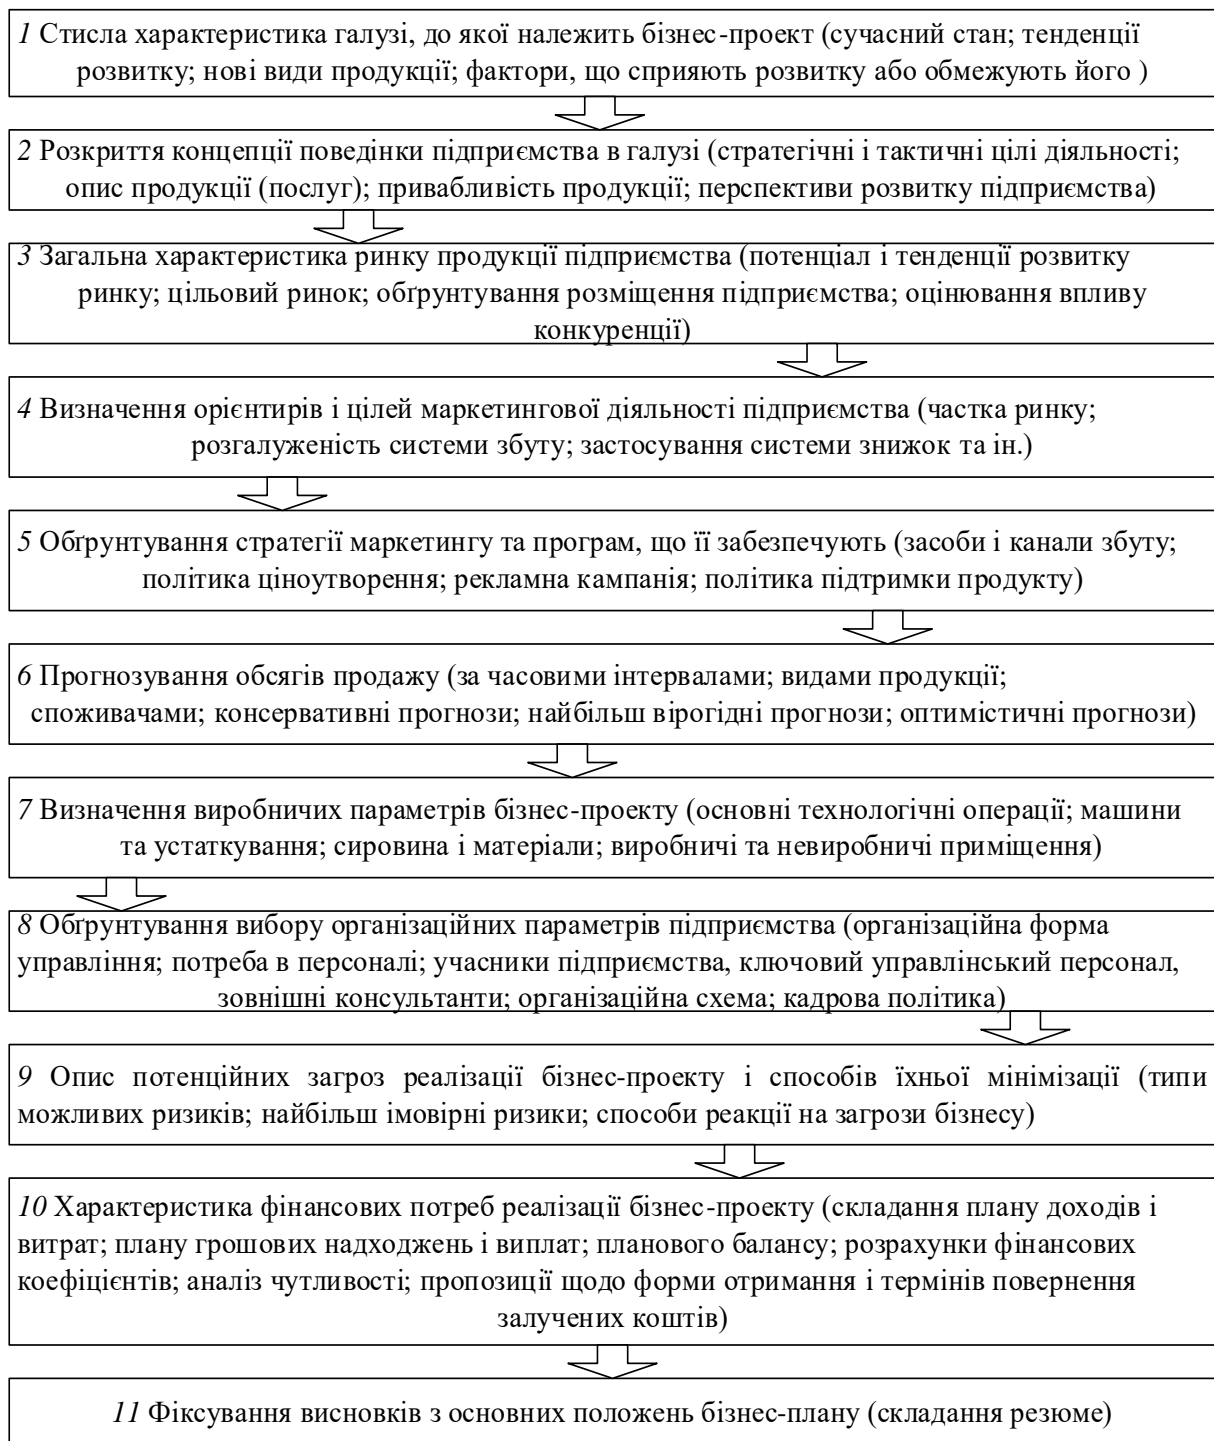 1 Стисла характеристика галузі, до якої належить бізнес-проект (сучасний стан; тенденції
розвитку; нові види продукції; фактори, що сприяють розвитку або обмежують його )
2 Розкриття концепції поведінки підприємства в галузі (стратегічні і тактичні цілі діяльності;
опис продукції (послуг); привабливість продукції; перспективи розвитку підприємства)
3 Загальна характеристика ринку продукції підприємства (потенціал і тенденції розвитку
ринку; цільовий ринок; обґрунтування розміщення підприємства; оцінювання впливу
конкуренції)
4 Визначення орієнтирів і цілей маркетингової діяльності підприємства (частка ринку;
розгалуженість системи збуту; застосування системи знижок та ін.)
5 Обґрунтування стратегії маркетингу та програм, що її забезпечують (засоби і канали збуту;
політика ціноутворення; рекламна кампанія; політика підтримки продукту)
6 Прогнозування обсягів продажу (за часовими інтервалами; видами продукції;
споживачами; консервативні прогнози; найбільш вірогідні прогнози; оптимістичні прогнози)
7 Визначення виробничих параметрів бізнес-проекту (основні технологічні операції; машини
та устаткування; сировина і матеріали; виробничі та невиробничі приміщення)
8 Обґрунтування вибору організаційних параметрів підприємства (організаційна форма
управління; потреба в персоналі; учасники підприємства, ключовий управлінський персонал,
зовнішні консультанти; організаційна схема; кадрова політика)
9 Опис потенційних загроз реалізації бізнес-проекту і способів їхньої мінімізації (типи
можливих ризиків; найбільш імовірні ризики; способи реакції на загрози бізнесу)
10 Характеристика фінансових потреб реалізації бізнес-проекту (складання плану доходів і
витрат; плану грошових надходжень і виплат; планового балансу; розрахунки фінансових
коефіцієнтів; аналіз чутливості; пропозиції щодо форми отримання і термінів повернення
залучених коштів)
11 Фіксування висновків з основних положень бізнес-плану (складання резюме)